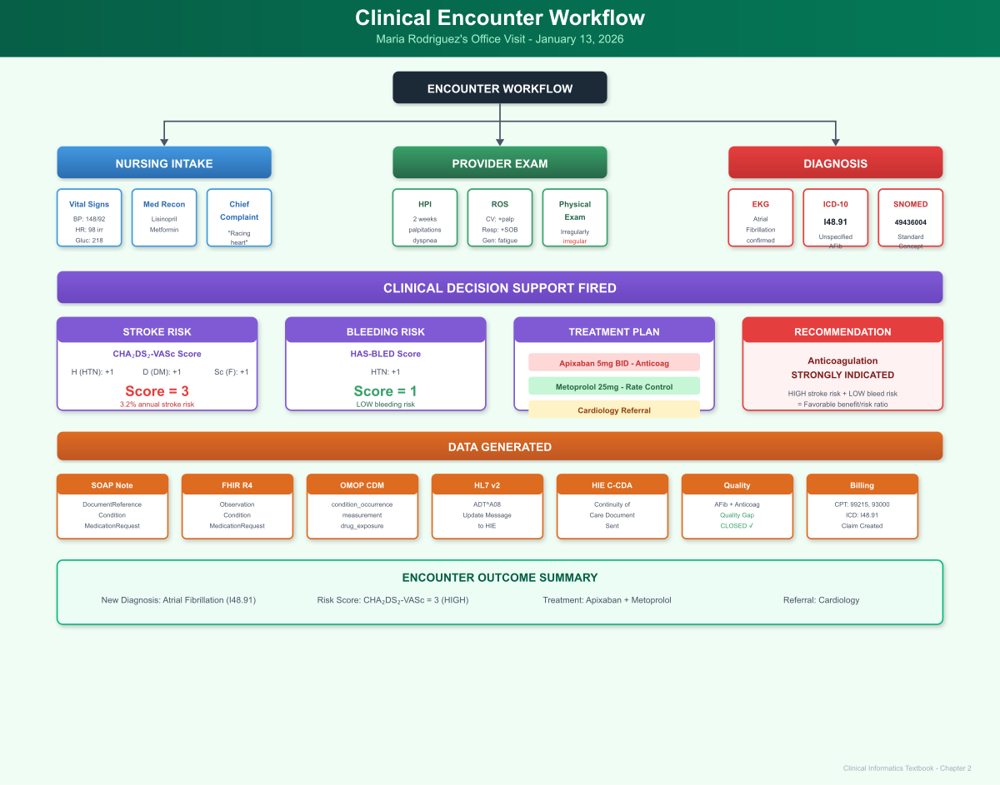 Clinical Encounter Workflow
Maria Rodriguez's Office Visit - January 13, 2026
ENCOUNTER WORKFLOW
NURSING INTAKE
Vital Signs
BP: 148/92
HR: 98 irr
Gluc: 218
Med Recon
Lisinopril
Metformin
Chief
Complaint
"Racing
heart"
PROVIDER EXAM
HPI
2 weeks
palpitations
dyspnea
ROS
CV: +palp
Resp: +SOB
Gen: fatigue
Physical
Exam
Irregularly
irregular
DIAGNOSIS
EKG
Atrial
Fibrillation
confirmed
ICD-10
I48.91
Unspecified
AFib
SNOMED
49436004
Standard
Concept
CLINICAL DECISION SUPPORT FIRED
STROKE RISK
CHA₂DS₂-VASc Score
H (HTN): +1 D (DM): +1 Sc (F): +1
Score = 3
3.2% annual stroke risk
BLEEDING RISK
HAS-BLED Score
HTN: +1
Score = 1
LOW bleeding risk
TREATMENT PLAN
Apixaban 5mg BID - Anticoag
Metoprolol 25mg - Rate Control
Cardiology Referral
RECOMMENDATION
Anticoagulation
STRONGLY INDICATED
HIGH stroke risk + LOW bleed risk
= Favorable benefit/risk ratio
DATA GENERATED
SOAP Note
DocumentReference
Condition
MedicationRequest
FHIR R4
Observation
Condition
MedicationRequest
OMOP CDM
condition_occurrence
measurement
drug_exposure
HL7 v2
ADT^A08
Update Message
to HIE
HIE C-CDA
Continuity of
Care Document
Sent
Quality
AFib + Anticoag
Quality Gap
CLOSED ✓
Billing
CPT: 99215, 93000
ICD: I48.91
Claim Created
ENCOUNTER OUTCOME SUMMARY
New Diagnosis: Atrial Fibrillation (I48.91) Risk Score: CHA₂DS₂-VASc = 3 (HIGH) Treatment: Apixaban + Metoprolol Referral: Cardiology
Clinical Informatics Textbook - Chapter 2